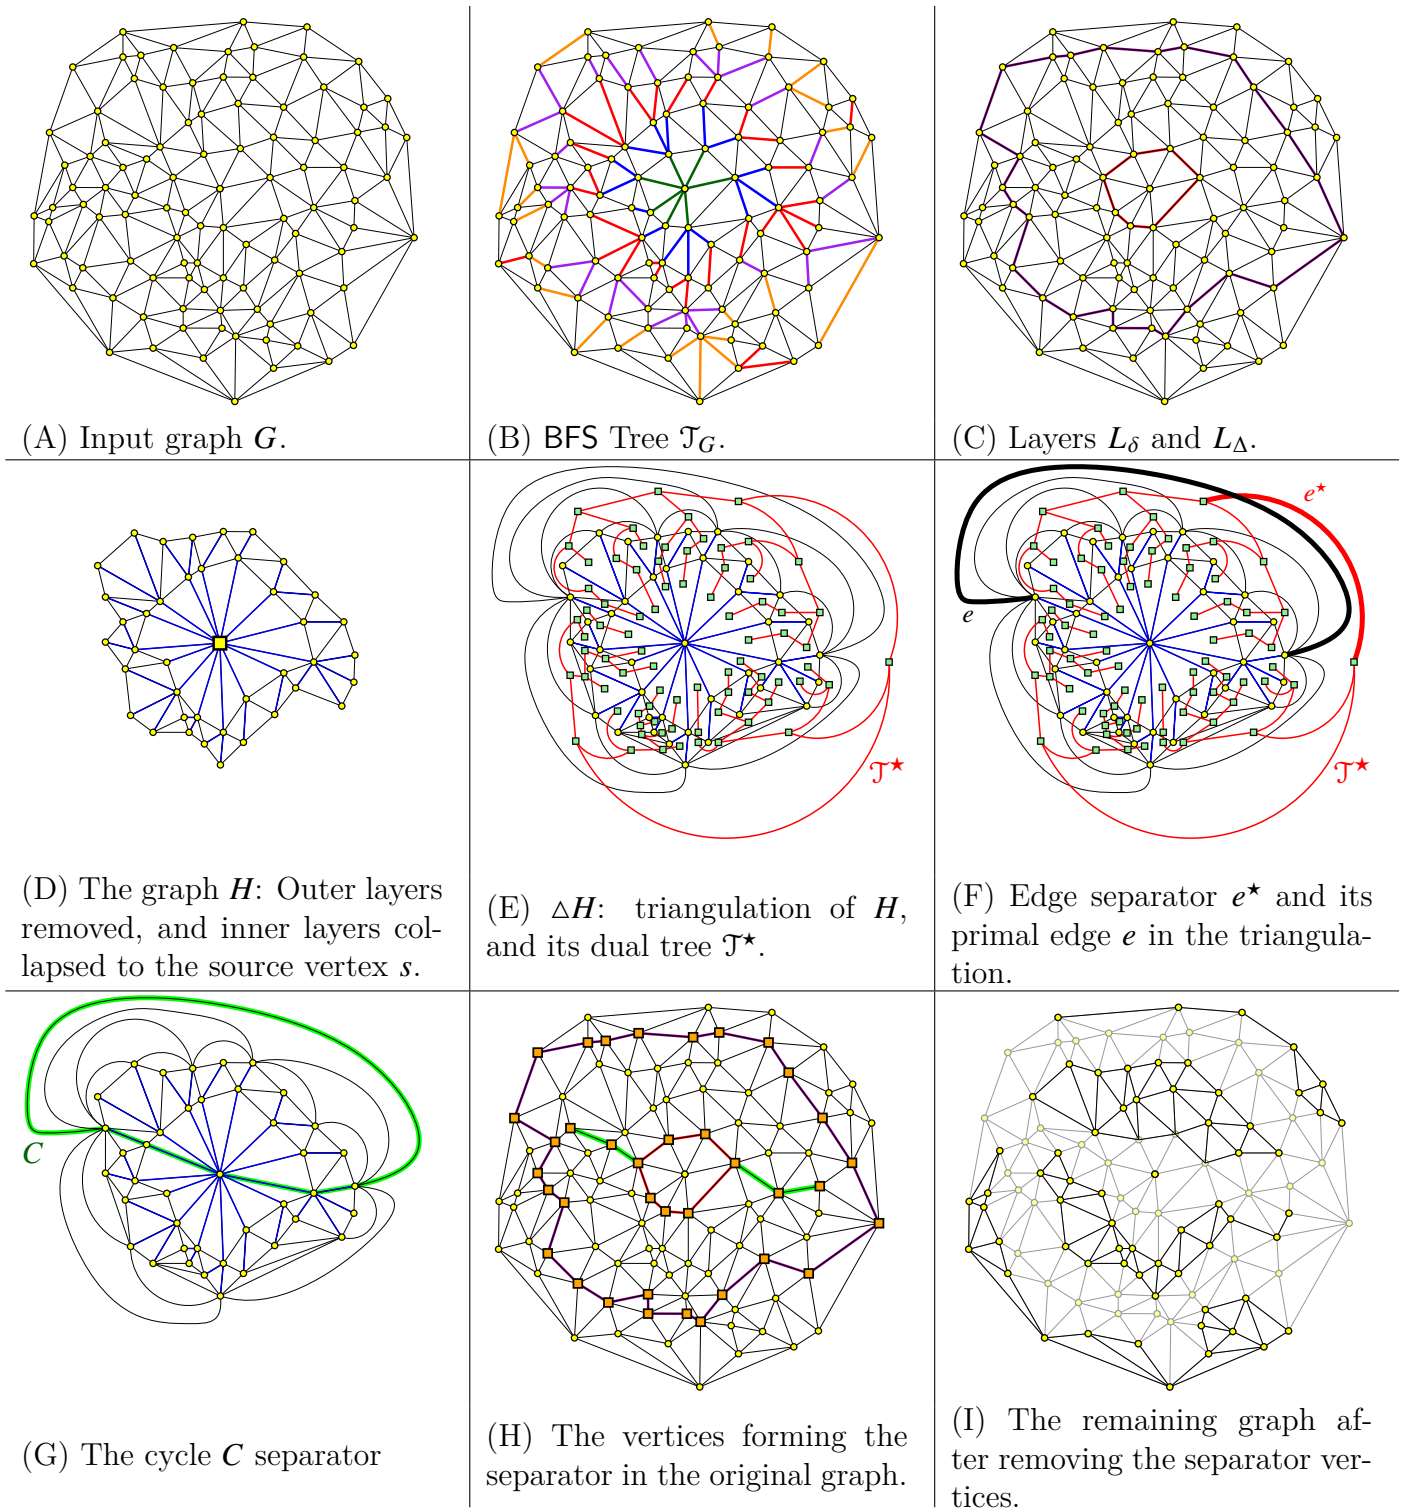 (A) Input graph G.
(B) BFS Tree 𝒯_G.
(C) Layers L_δ and L_Δ.
𝒯★
e★
e
𝒯★
(D) The graph H: Outer layers
removed, and inner layers col-
lapsed to the source vertex s.
(E) △H: triangulation of H,
and its dual tree 𝒯★.
(F) Edge separator e★ and its
primal edge e in the triangula-
tion.
C
(G) The cycle C separator
(H) The vertices forming the
separator in the original graph.
(I) The remaining graph af-
ter removing the separator ver-
tices.